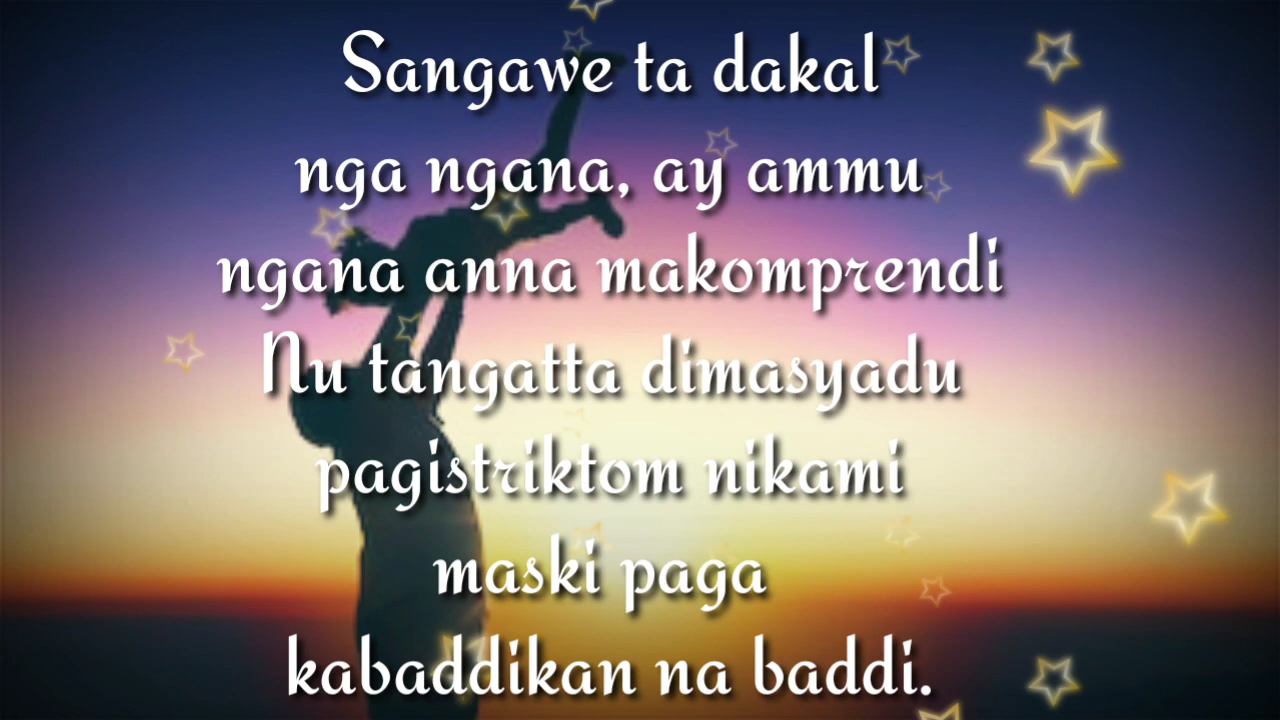 Sangawe ta dakal
nga ngana, ay ammu
ngana anna makomprendi
Nu tangatta dimasyadu
pagistriktom nikami
maski paga
kabaddikan na baddi.